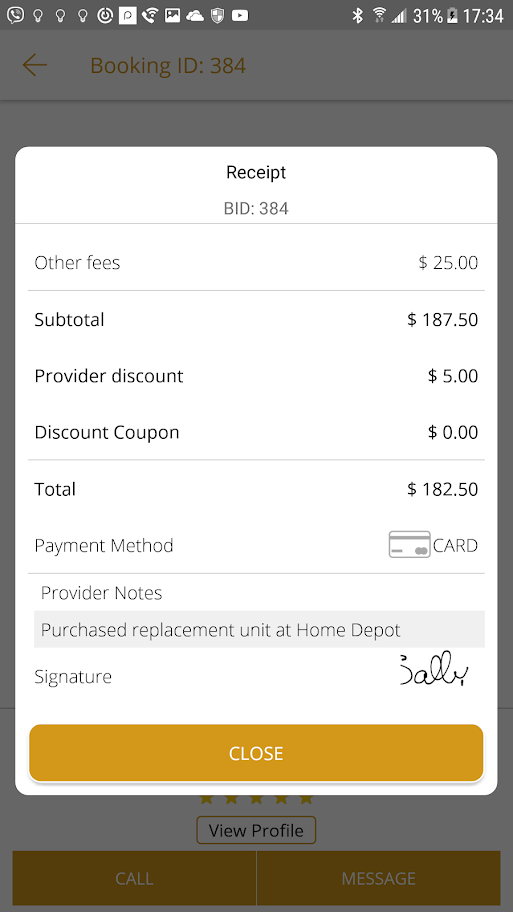 31% 17:34
Booking ID: 384
Receipt
BID: 384
Other fees $ 25.00
Subtotal $ 187.50
Provider discount $ 5.00
Discount Coupon $ 0.00
Total $ 182.50
Payment Method CARD
Provider Notes
Purchased replacement unit at Home Depot
Signature Sally
CLOSE
View Profile
CALL MESSAGE